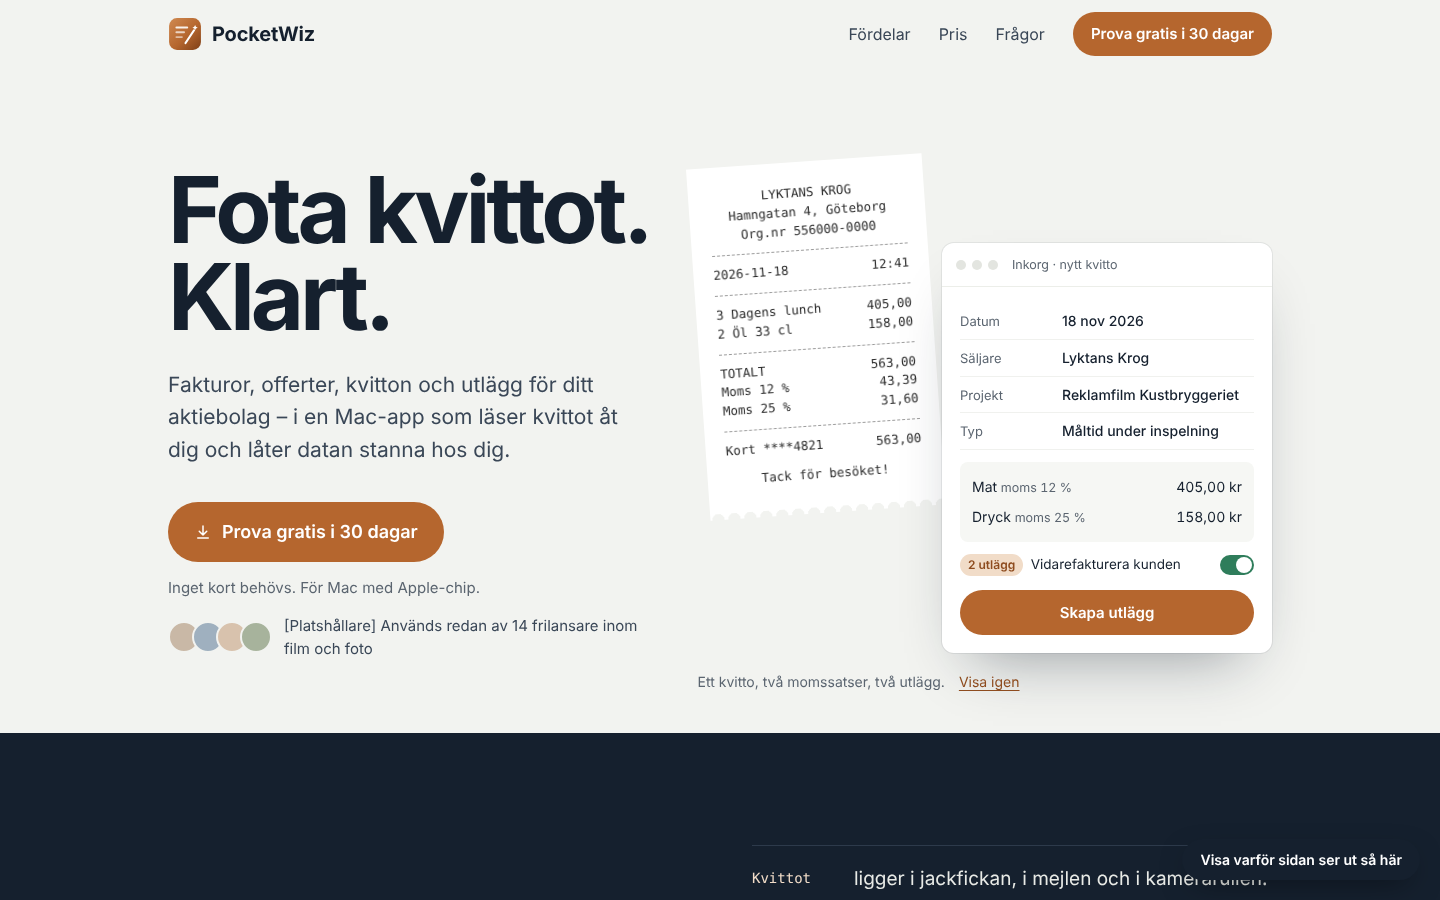 PocketWiz
Fördelar
Pris
Frågor
Prova gratis i 30 dagar
Fota kvittot.
Klart.
Fakturor, offerter, kvitton och utlägg för ditt
aktiebolag – i en Mac-app som läser kvittot åt
dig och låter datan stanna hos dig.
Prova gratis i 30 dagar
Inget kort behövs. För Mac med Apple-chip.
[Platshållare] Används redan av 14 frilansare inom
film och foto
LYKTANS KROG
Hamngatan 4, Göteborg
Org.nr 556000-0000
2026-11-18 12:41
3 Dagens lunch 405,00
2 Öl 33 cl 158,00
TOTALT 563,00
Moms 12 % 43,39
Moms 25 % 31,60
Kort ****4821 563,00
Tack för besöket!
Inkorg · nytt kvitto
Datum 18 nov 2026
Säljare Lyktans Krog
Projekt Reklamfilm Kustbryggeriet
Typ Måltid under inspelning
Mat moms 12 % 405,00 kr
Dryck moms 25 % 158,00 kr
2 utlägg Vidarefakturera kunden
Skapa utlägg
Ett kvitto, två momssatser, två utlägg. Visa igen
Visa varför sidan ser ut så här
Kvittot ligger i jackfickan, i mejlen och i kamerarullen.